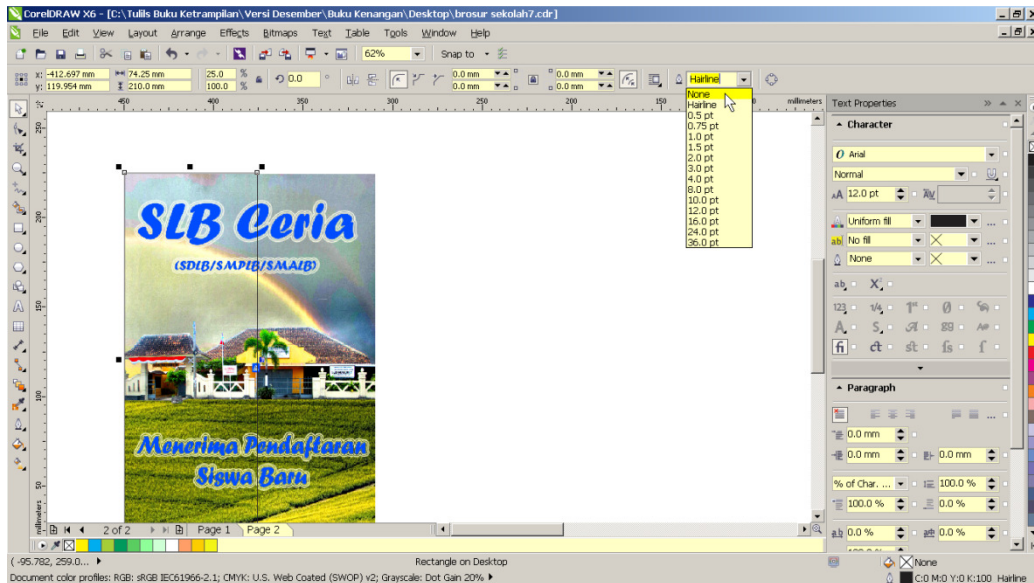 CorelDRAW X6 - [C:\Tulils Buku Ketrampilan\Versi Desember\Buku Kenangan\Desktop\brosur sekolah7.cdr]
File Edit View Layout Arrange Effects Bitmaps Text Table Tools Window Help
62% Snap to
x: -412.697 mm 74.25 mm 25.0 % 0.0 ° 0.0 mm 0.0 mm Hairline
y: 119.954 mm 210.0 mm 100.0 % 0.0 mm 0.0 mm
450 400 350 300 250 200 150 millimeters
None
Hairline
0.5 pt
0.75 pt
1.0 pt
1.5 pt
2.0 pt
3.0 pt
4.0 pt
8.0 pt
10.0 pt
12.0 pt
16.0 pt
24.0 pt
36.0 pt
SLB Ceria
(SDLB/SMPLB/SMALB)
Menerima Pendaftaran
Siswa Baru
250
200
150
100
50
millimeters
Text Properties
Character
Arial
Normal
12.0 pt
Uniform fill
No fill
None
Paragraph
0.0 mm
0.0 mm 0.0 mm
% of Char. ... 100.0 %
100.0 % 0.0 %
0.0 % 0.0 %
2 of 2 Page 1 Page 2
( -95.782, 259.0... Rectangle on Desktop None
Document color profiles: RGB: sRGB IEC61966-2.1; CMYK: U.S. Web Coated (SWOP) v2; Grayscale: Dot Gain 20% C:0 M:0 Y:0 K:100 Hairline